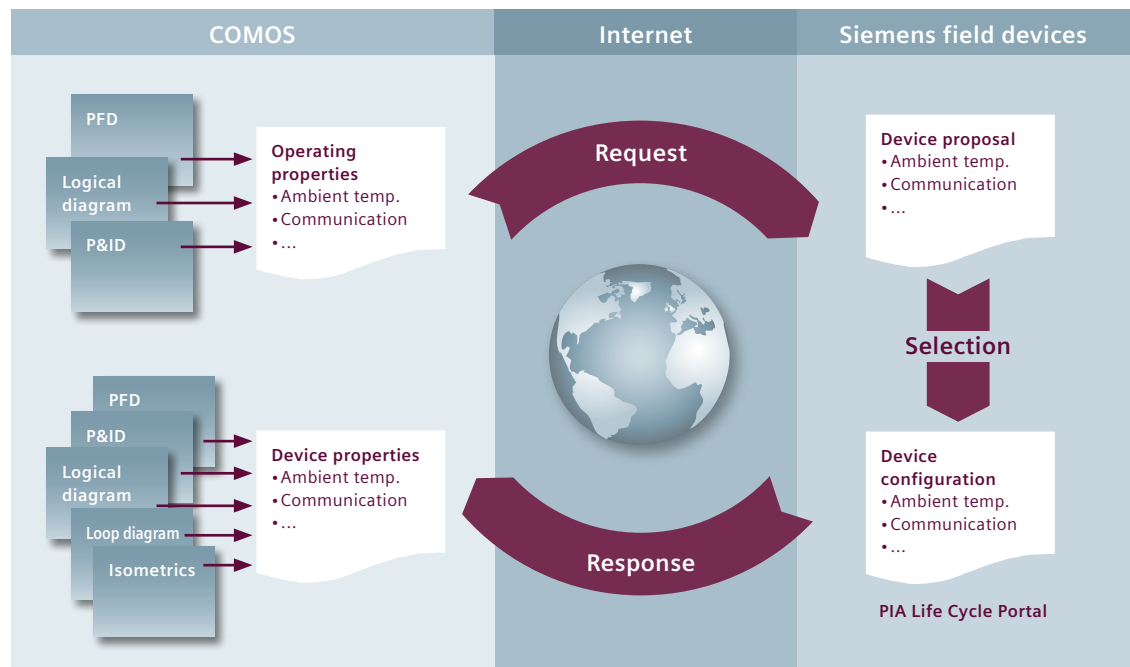 COMOS
Internet
Siemens field devices
PFD
Logical
diagram
P&ID
Operating
properties
• Ambient temp.
• Communication
• ...
Request
Device proposal
• Ambient temp.
• Communication
• ...
Selection
PFD
P&ID
Logical
diagram
Loop diagram
Isometrics
Device properties
• Ambient temp.
• Communication
• ...
Response
Device
configuration
• Ambient temp.
• Communication
• ...
PIA Life Cycle Portal